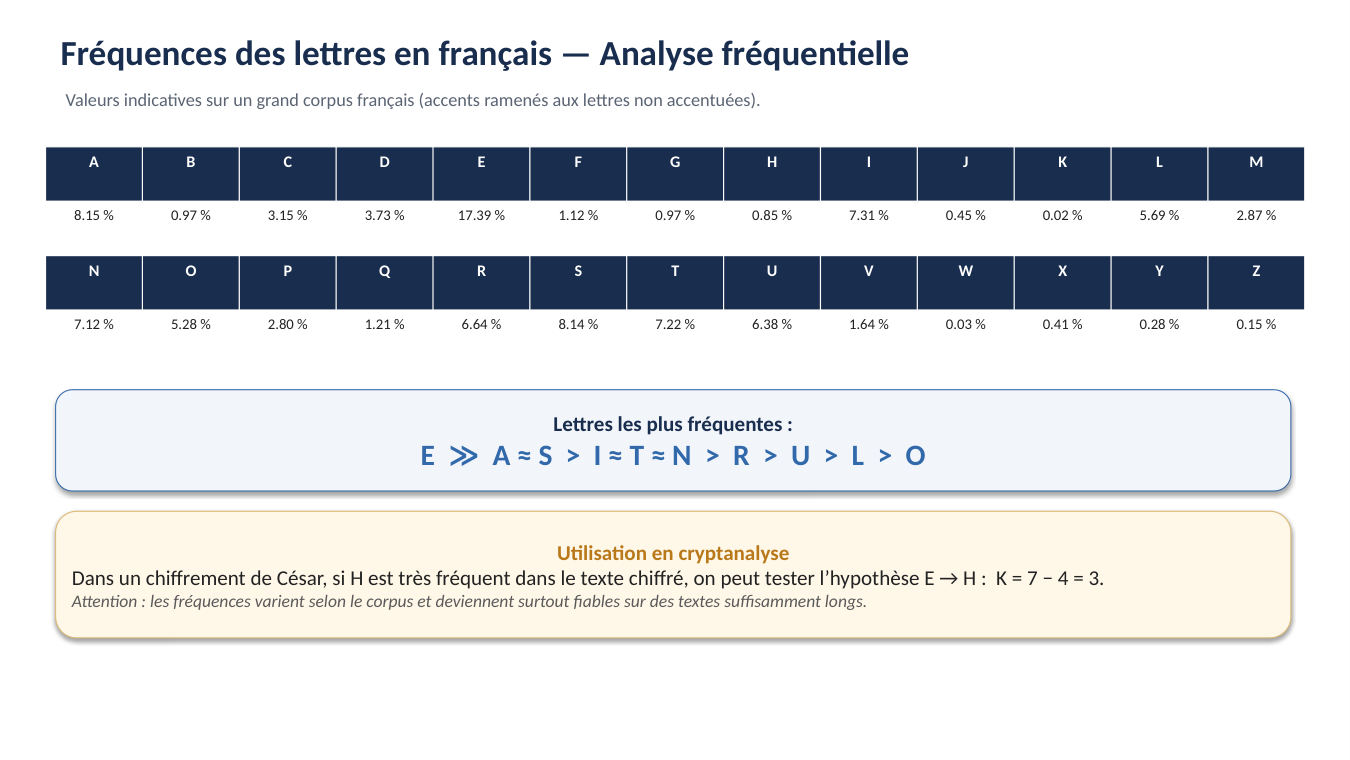 Fréquences des lettres en français — Analyse fréquentielle
Valeurs indicatives sur un grand corpus français (accents ramenés aux lettres non accentuées).
A B C D E F G H I J K L M
8.15 % 0.97 % 3.15 % 3.73 % 17.39 % 1.12 % 0.97 % 0.85 % 7.31 % 0.45 % 0.02 % 5.69 % 2.87 %
N O P Q R S T U V W X Y Z
7.12 % 5.28 % 2.80 % 1.21 % 6.64 % 8.14 % 7.22 % 6.38 % 1.64 % 0.03 % 0.41 % 0.28 % 0.15 %
Lettres les plus fréquentes :
E ≫ A ≈ S > I ≈ T ≈ N > R > U > L > O
Utilisation en cryptanalyse
Dans un chiffrement de César, si H est très fréquent dans le texte chiffré, on peut tester l’hypothèse E → H : K = 7 − 4 = 3.
Attention : les fréquences varient selon le corpus et deviennent surtout fiables sur des textes suffisamment longs.